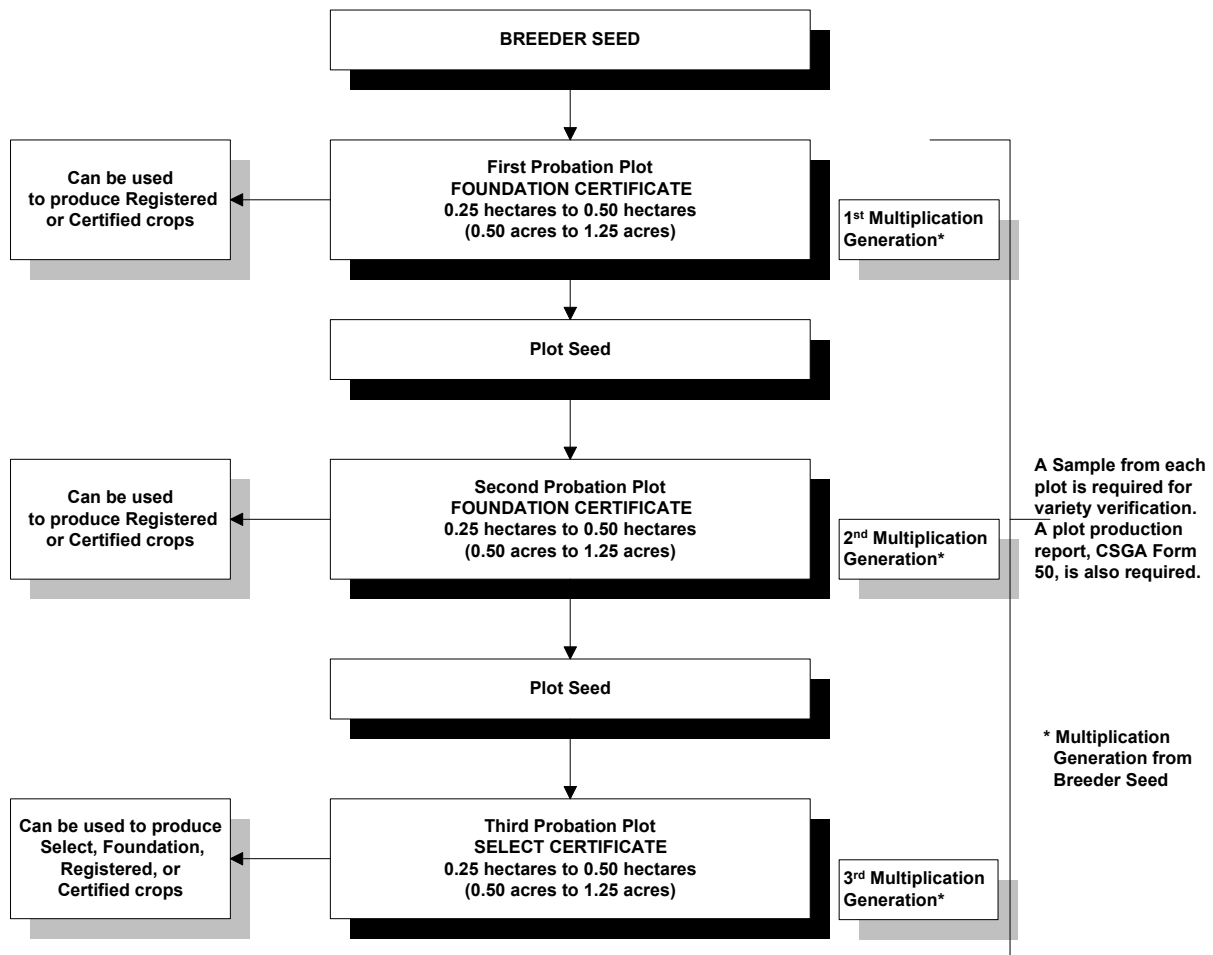 BREEDER SEED
Can be used
to produce Registered
or Certified crops
First Probation Plot
FOUNDATION CERTIFICATE
0.25 hectares to 0.50 hectares
(0.50 acres to 1.25 acres)
1st Multiplication
Generation*
Plot Seed
Can be used
to produce Registered
or Certified crops
Second Probation Plot
FOUNDATION CERTIFICATE
0.25 hectares to 0.50 hectares
(0.50 acres to 1.25 acres)
2nd Multiplication
Generation*
A Sample from each
plot is required for
variety verification.
A plot production
report, CSGA Form
50, is also required.
Plot Seed
* Multiplication
Generation from
Breeder Seed
Can be used to produce
Select, Foundation,
Registered, or
Certified crops
Third Probation Plot
SELECT CERTIFICATE
0.25 hectares to 0.50 hectares
(0.50 acres to 1.25 acres)
3rd Multiplication
Generation*